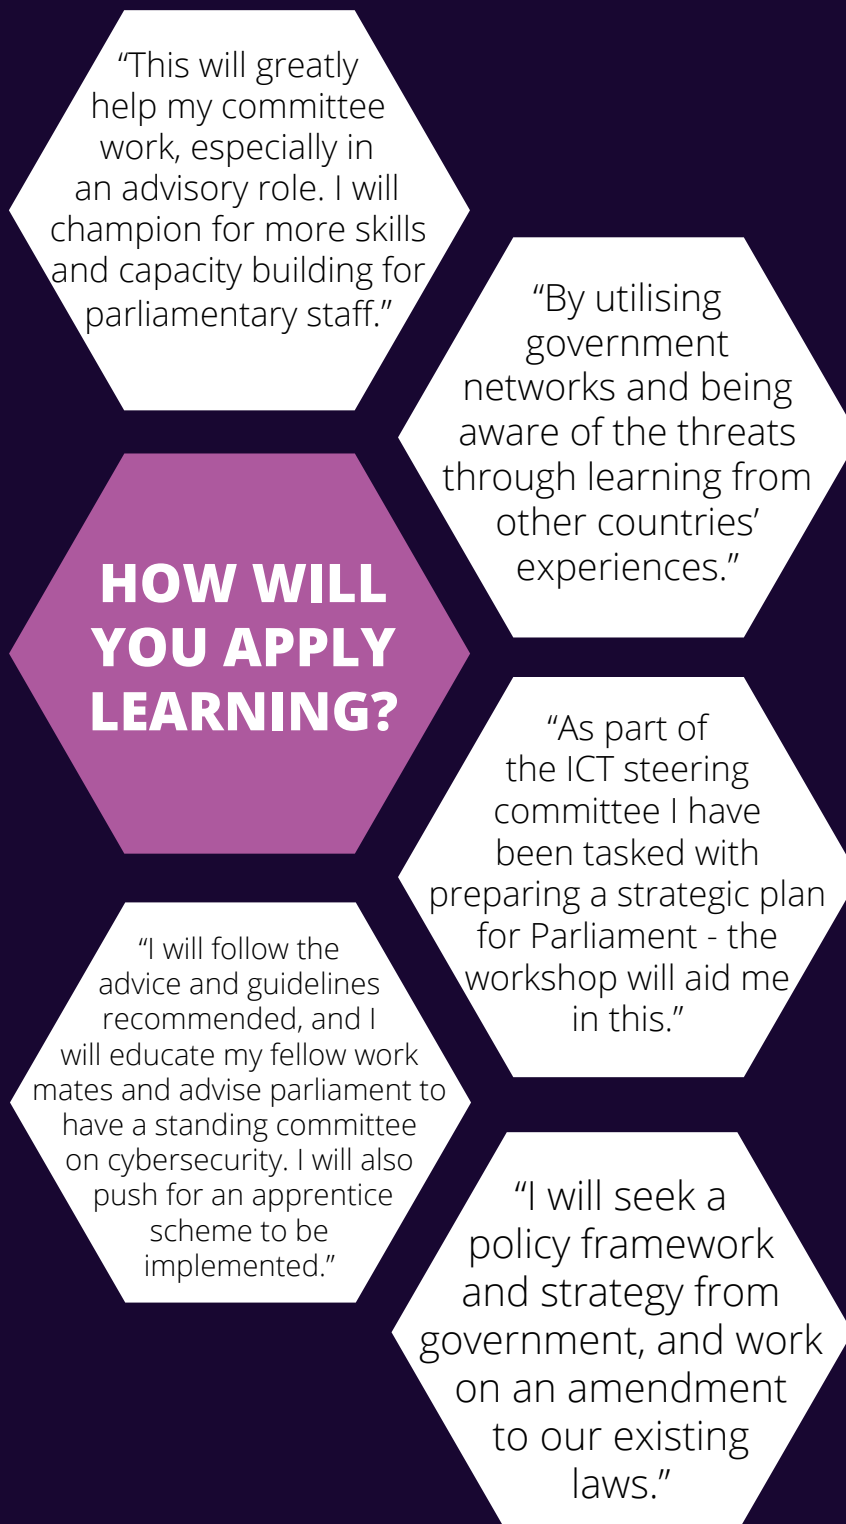 “This will greatly
help my committee
work, especially in
an advisory role. I will
champion for more skills
and capacity building for
parliamentary staff.”
“By utilising
government
networks and being
aware of the threats
through learning from
other countries’
experiences.”
HOW WILL
YOU APPLY
LEARNING?
“As part of
the ICT steering
committee I have
been tasked with
preparing a strategic plan
for Parliament - the
workshop will aid me
in this.”
“I will follow the
advice and guidelines
recommended, and I
will educate my fellow work
mates and advise parliament to
have a standing committee
on cybersecurity. I will also
push for an apprentice
scheme to be
implemented.”
“I will seek a
policy framework
and strategy from
government, and work
on an amendment
to our existing
laws.”